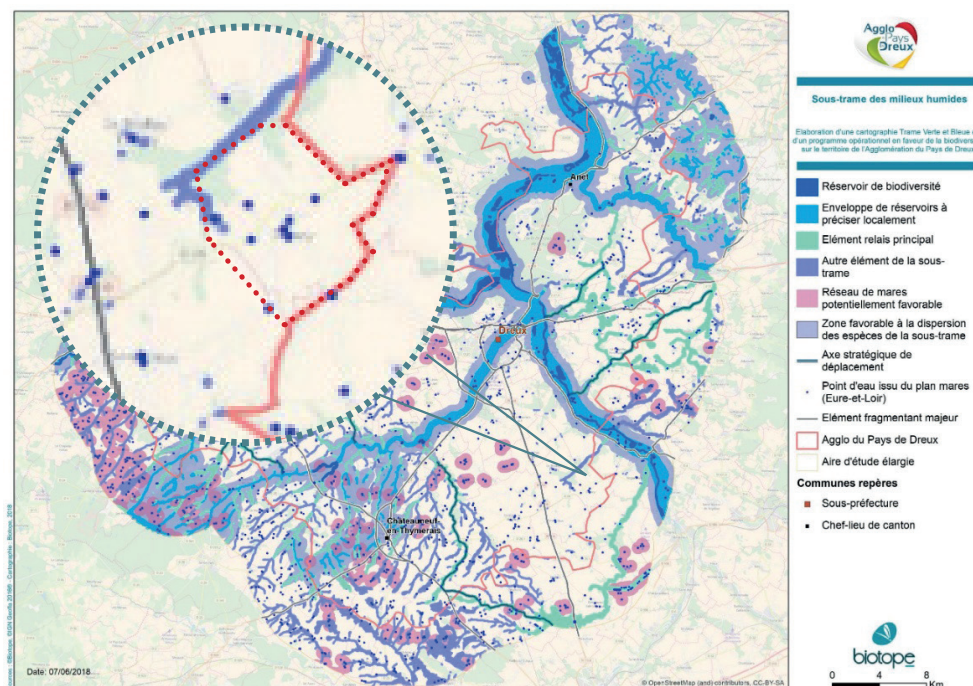 Agglo
Pays
Dreux
Sous-trame des milieux humides
Elaboration d'une cartographie Trame Verte et Bleue e
d'un programme opérationnel en faveur de la biodivers
sur le territoire de l'Agglomération du Pays de Dreux
Réservoir de biodiversité
Enveloppe de réservoirs à
préciser localement
Elément relais principal
Autre élément de la sous-
trame
Réseau de mares
potentiellement favorable
Zone favorable à la dispersion
des espèces de la sous-trame
Axe stratégique de
déplacement
Point d'eau issu du plan mares
(Eure-et-Loir)
Elément fragmentant majeur
Agglo du Pays de Dreux
Aire d'étude élargie
Communes repères
Sous-préfecture
Chef-lieu de canton
biotope
0 4 8
Km
Anet
Dreux
Châteauneuf
en-Thymerais
Date: 07/06/2018
© OpenStreetMap (and) contributors, CC-BY-SA